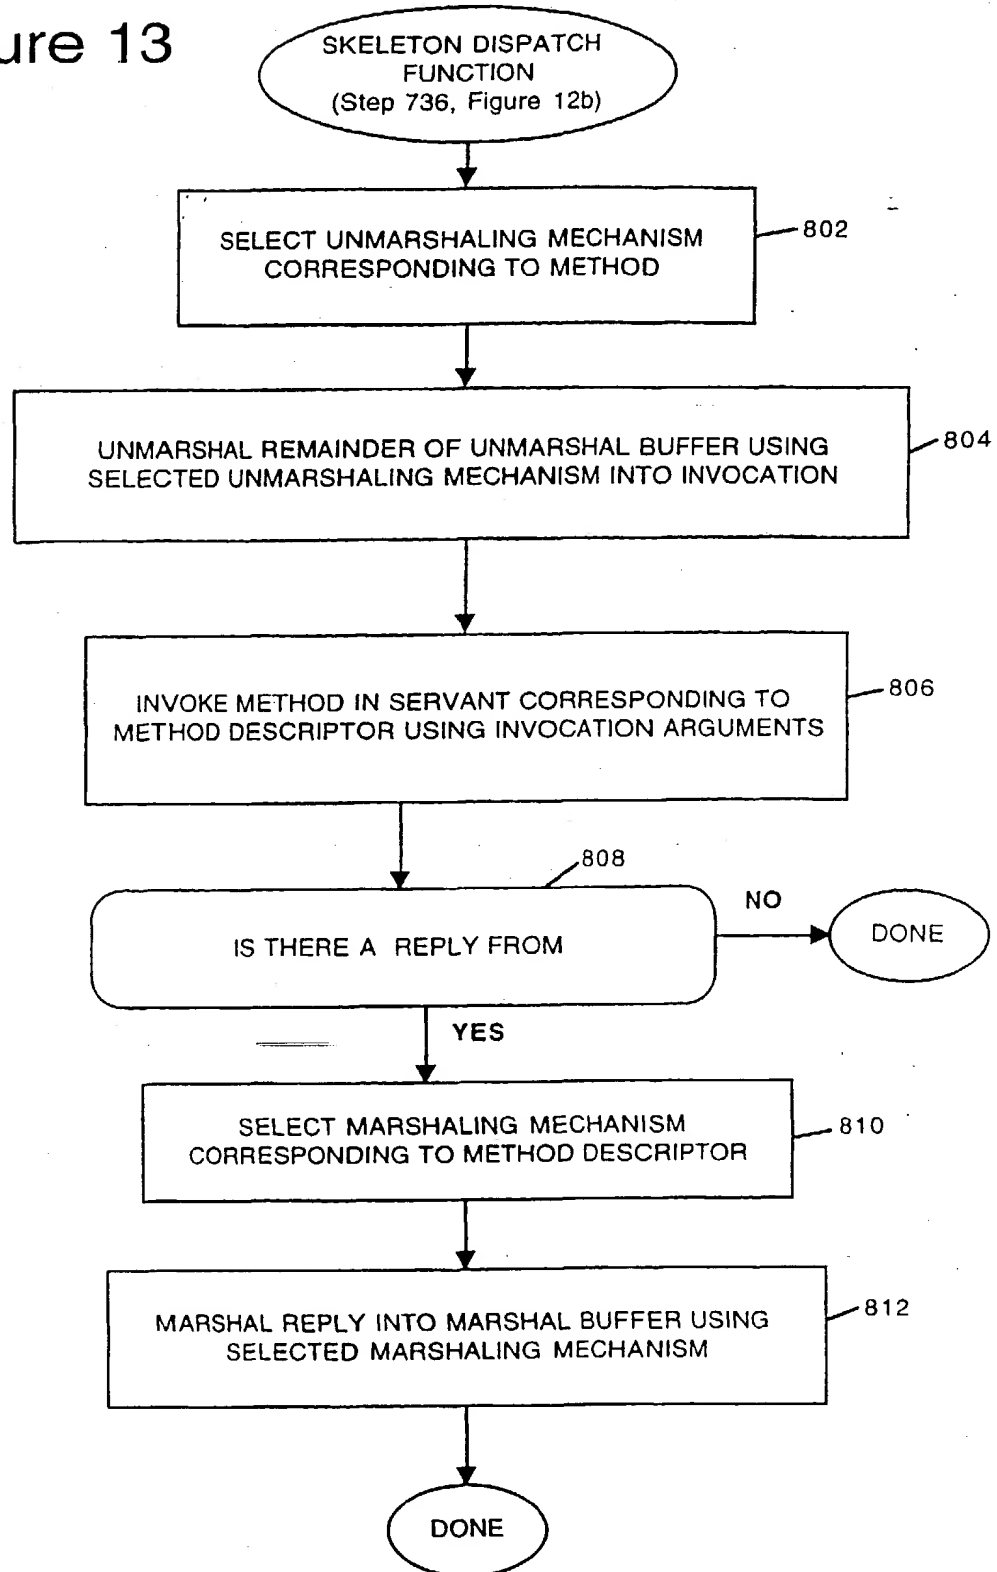 ure 13
SKELETON DISPATCH
FUNCTION
(Step 736, Figure 12b)
SELECT UNMARSHALING MECHANISM
CORRESPONDING TO METHOD
802
UNMARSHAL REMAINDER OF UNMARSHAL BUFFER USING
SELECTED UNMARSHALING MECHANISM INTO INVOCATION
804
INVOKE METHOD IN SERVANT CORRESPONDING TO
METHOD DESCRIPTOR USING INVOCATION ARGUMENTS
806
808
IS THERE A REPLY FROM
NO
DONE
YES
SELECT MARSHALING MECHANISM
CORRESPONDING TO METHOD DESCRIPTOR
810
MARSHAL REPLY INTO MARSHAL BUFFER USING
SELECTED MARSHALING MECHANISM
812
DONE